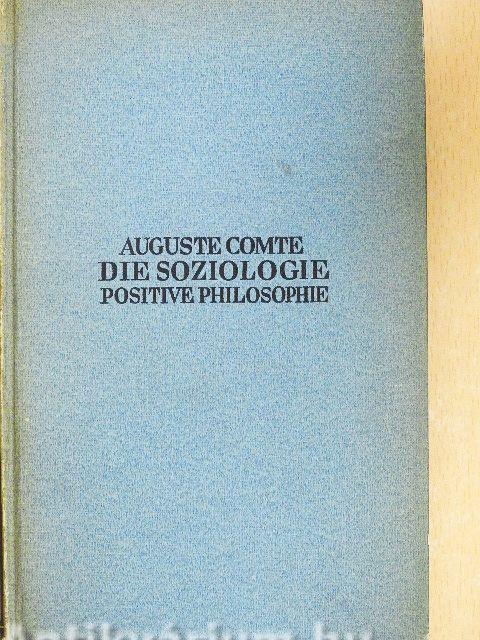 AUGUSTE COMTE
DIE SOZIOLOGIE
POSITIVE PHILOSOPHIE